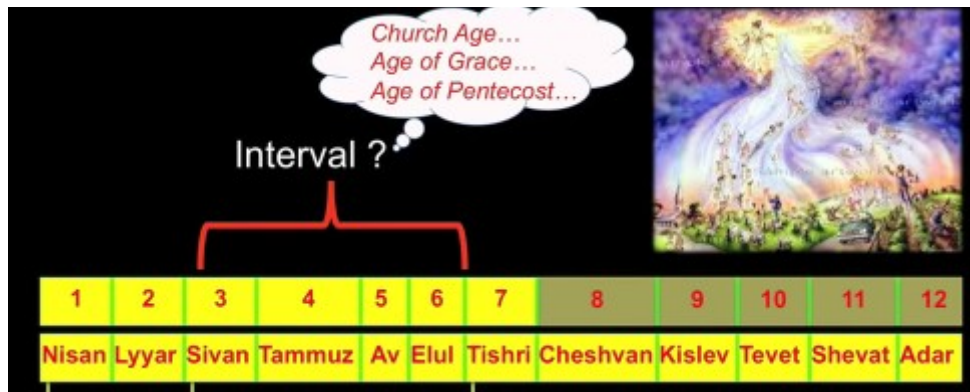 Church Age...
Age of Grace...
Age of Pentecost...
Interval ?
1 2 3 4 5 6 7 8 9 10 11 12
Nisan Lyyar Sivan Tammuz Av Elul Tishri Cheshvan Kislev Tevet Shevat Adar